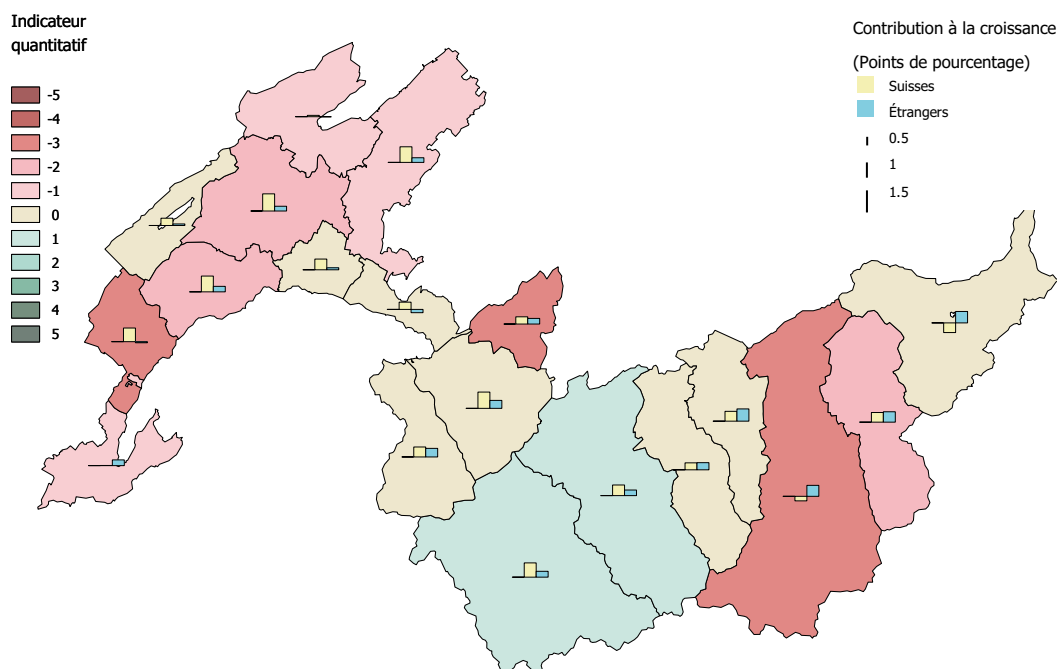 Indicateur
quantitatif
-5
-4
-3
-2
-1
0
1
2
3
4
5
Contribution à la croissance
(Points de pourcentage)
Suisses
Étrangers
0.5
1
1.5